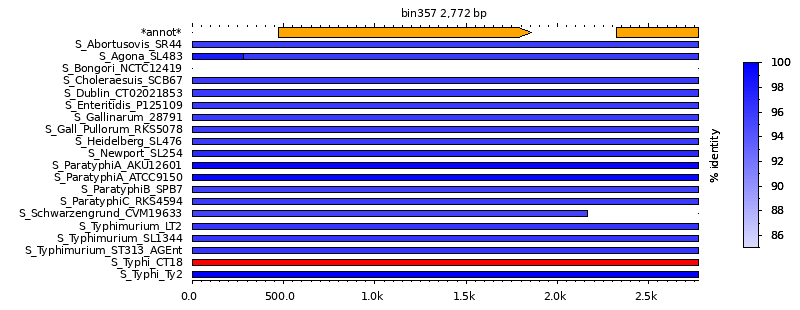 bin357 2,772 bp
*annot*
S_Abortusovis_SR44
S_Agona_SL483
S_Bongori_NCTC12419
S_Choleraesuis_SCB67
S_Dublin_CT02021853
S_Enteritidis_P125109
S_Gallinarum_28791
S_Gall_Pullorum_RKS5078
S_Heidelberg_SL476
S_Newport_SL254
S_ParatyphiA_AKU12601
S_ParatyphiA_ATCC9150
S_ParatyphiB_SPB7
S_ParatyphiC_RKS4594
S_Schwarzengrund_CVM19633
S_Typhimurium_LT2
S_Typhimurium_SL1344
S_Typhimurium_ST313_AGEnt
S_Typhi_CT18
S_Typhi_Ty2
0.0 500.0 1.0k 1.5k 2.0k 2.5k
% identity
100
98
96
94
92
90
88
86